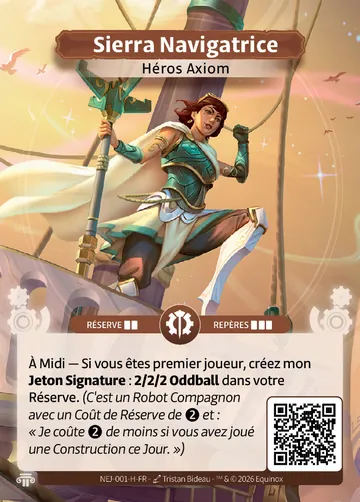 Sierra Navigatrice
Héros Axiom
RÉSERVE
REPÈRES
À Midi — Si vous êtes premier joueur, créez mon
Jeton Signature : 2/2/2 Oddball dans votre
Réserve. (C'est un Robot Compagnon
avec un Coût de Réserve de 2 et :
« Je coûte 2 de moins si vous avez joué
une Construction ce Jour. »)
NEJ-001-H-FR - Tristan Bideau - ™ & © 2026 Equinox